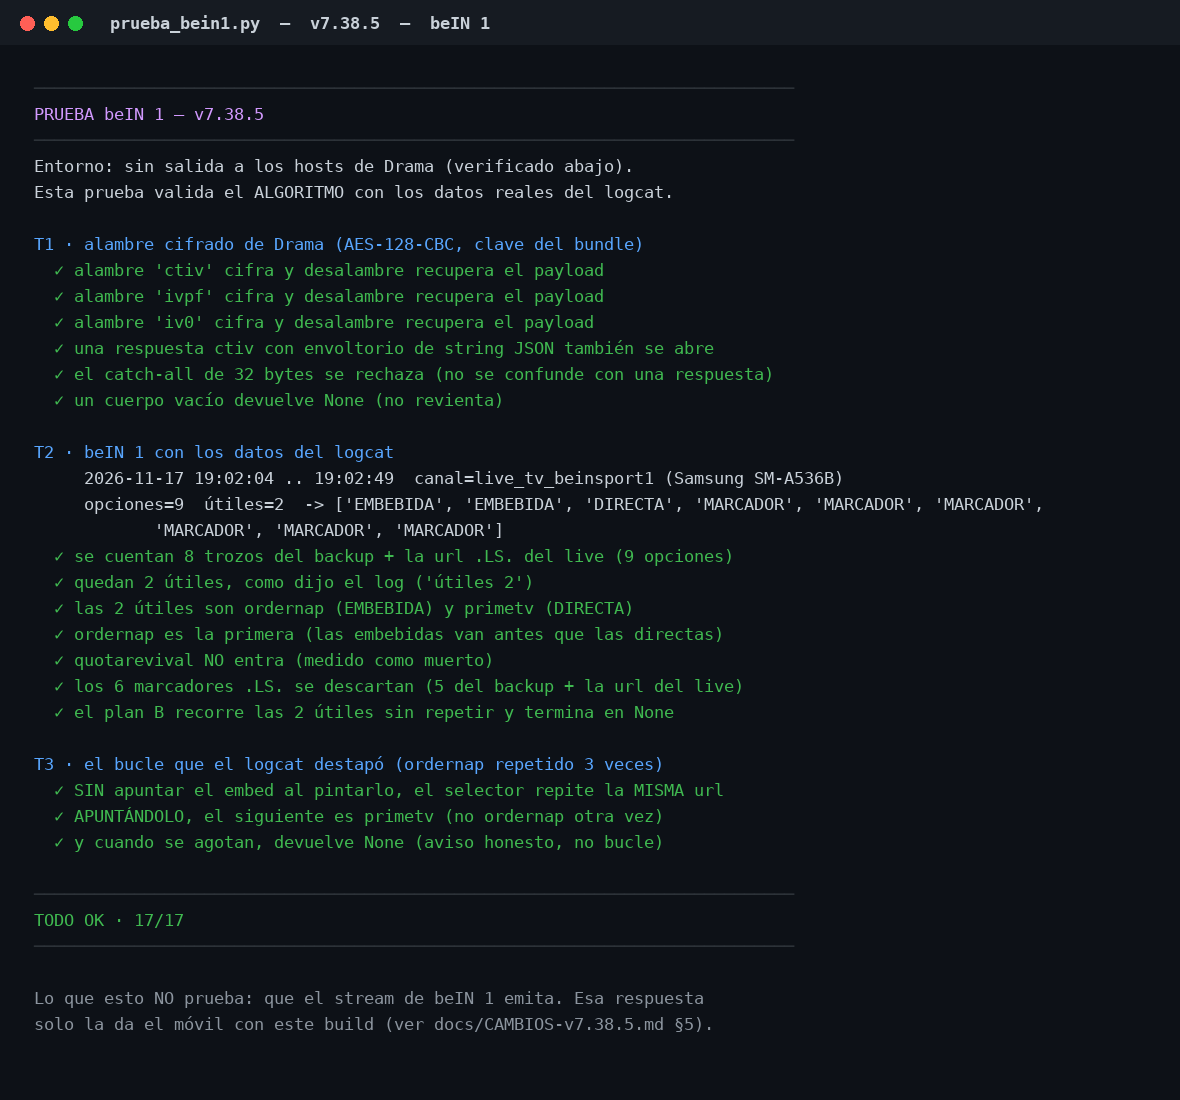 prueba_bein1.py — v7.38.5 — beIN 1
PRUEBA beIN 1 — v7.38.5
Entorno: sin salida a los hosts de Drama (verificado abajo).
Esta prueba valida el ALGORITMO con los datos reales del logcat.
T1 · alambre cifrado de Drama (AES-128-CBC, clave del bundle)
✓ alambre 'ctiv' cifra y desalambre recupera el payload
✓ alambre 'ivpf' cifra y desalambre recupera el payload
✓ alambre 'iv0' cifra y desalambre recupera el payload
✓ una respuesta ctiv con envoltorio de string JSON también se abre
✓ el catch-all de 32 bytes se rechaza (no se confunde con una respuesta)
✓ un cuerpo vacío devuelve None (no revienta)
T2 · beIN 1 con los datos del logcat
2026-11-17 19:02:04 .. 19:02:49  canal=live_tv_beinsport1 (Samsung SM-A536B)
opciones=9  útiles=2  -> ['EMBEBIDA', 'EMBEBIDA', 'DIRECTA', 'MARCADOR', 'MARCADOR', 'MARCADOR',
'MARCADOR', 'MARCADOR', 'MARCADOR']
✓ se cuentan 8 trozos del backup + la url .LS. del live (9 opciones)
✓ quedan 2 útiles, como dijo el log ('útiles 2')
✓ las 2 útiles son ordernap (EMBEBIDA) y primetv (DIRECTA)
✓ ordernap es la primera (las embebidas van antes que las directas)
✓ quotarevival NO entra (medido como muerto)
✓ los 6 marcadores .LS. se descartan (5 del backup + la url del live)
✓ el plan B recorre las 2 útiles sin repetir y termina en None
T3 · el bucle que el logcat destapó (ordernap repetido 3 veces)
✓ SIN apuntar el embed al pintarlo, el selector repite la MISMA url
✓ APUNTÁNDOLO, el siguiente es primetv (no ordernap otra vez)
✓ y cuando se agotan, devuelve None (aviso honesto, no bucle)
TODO OK · 17/17
Lo que esto NO prueba: que el stream de beIN 1 emita. Esa respuesta
solo la da el móvil con este build (ver docs/CAMBIOS-v7.38.5.md §5).